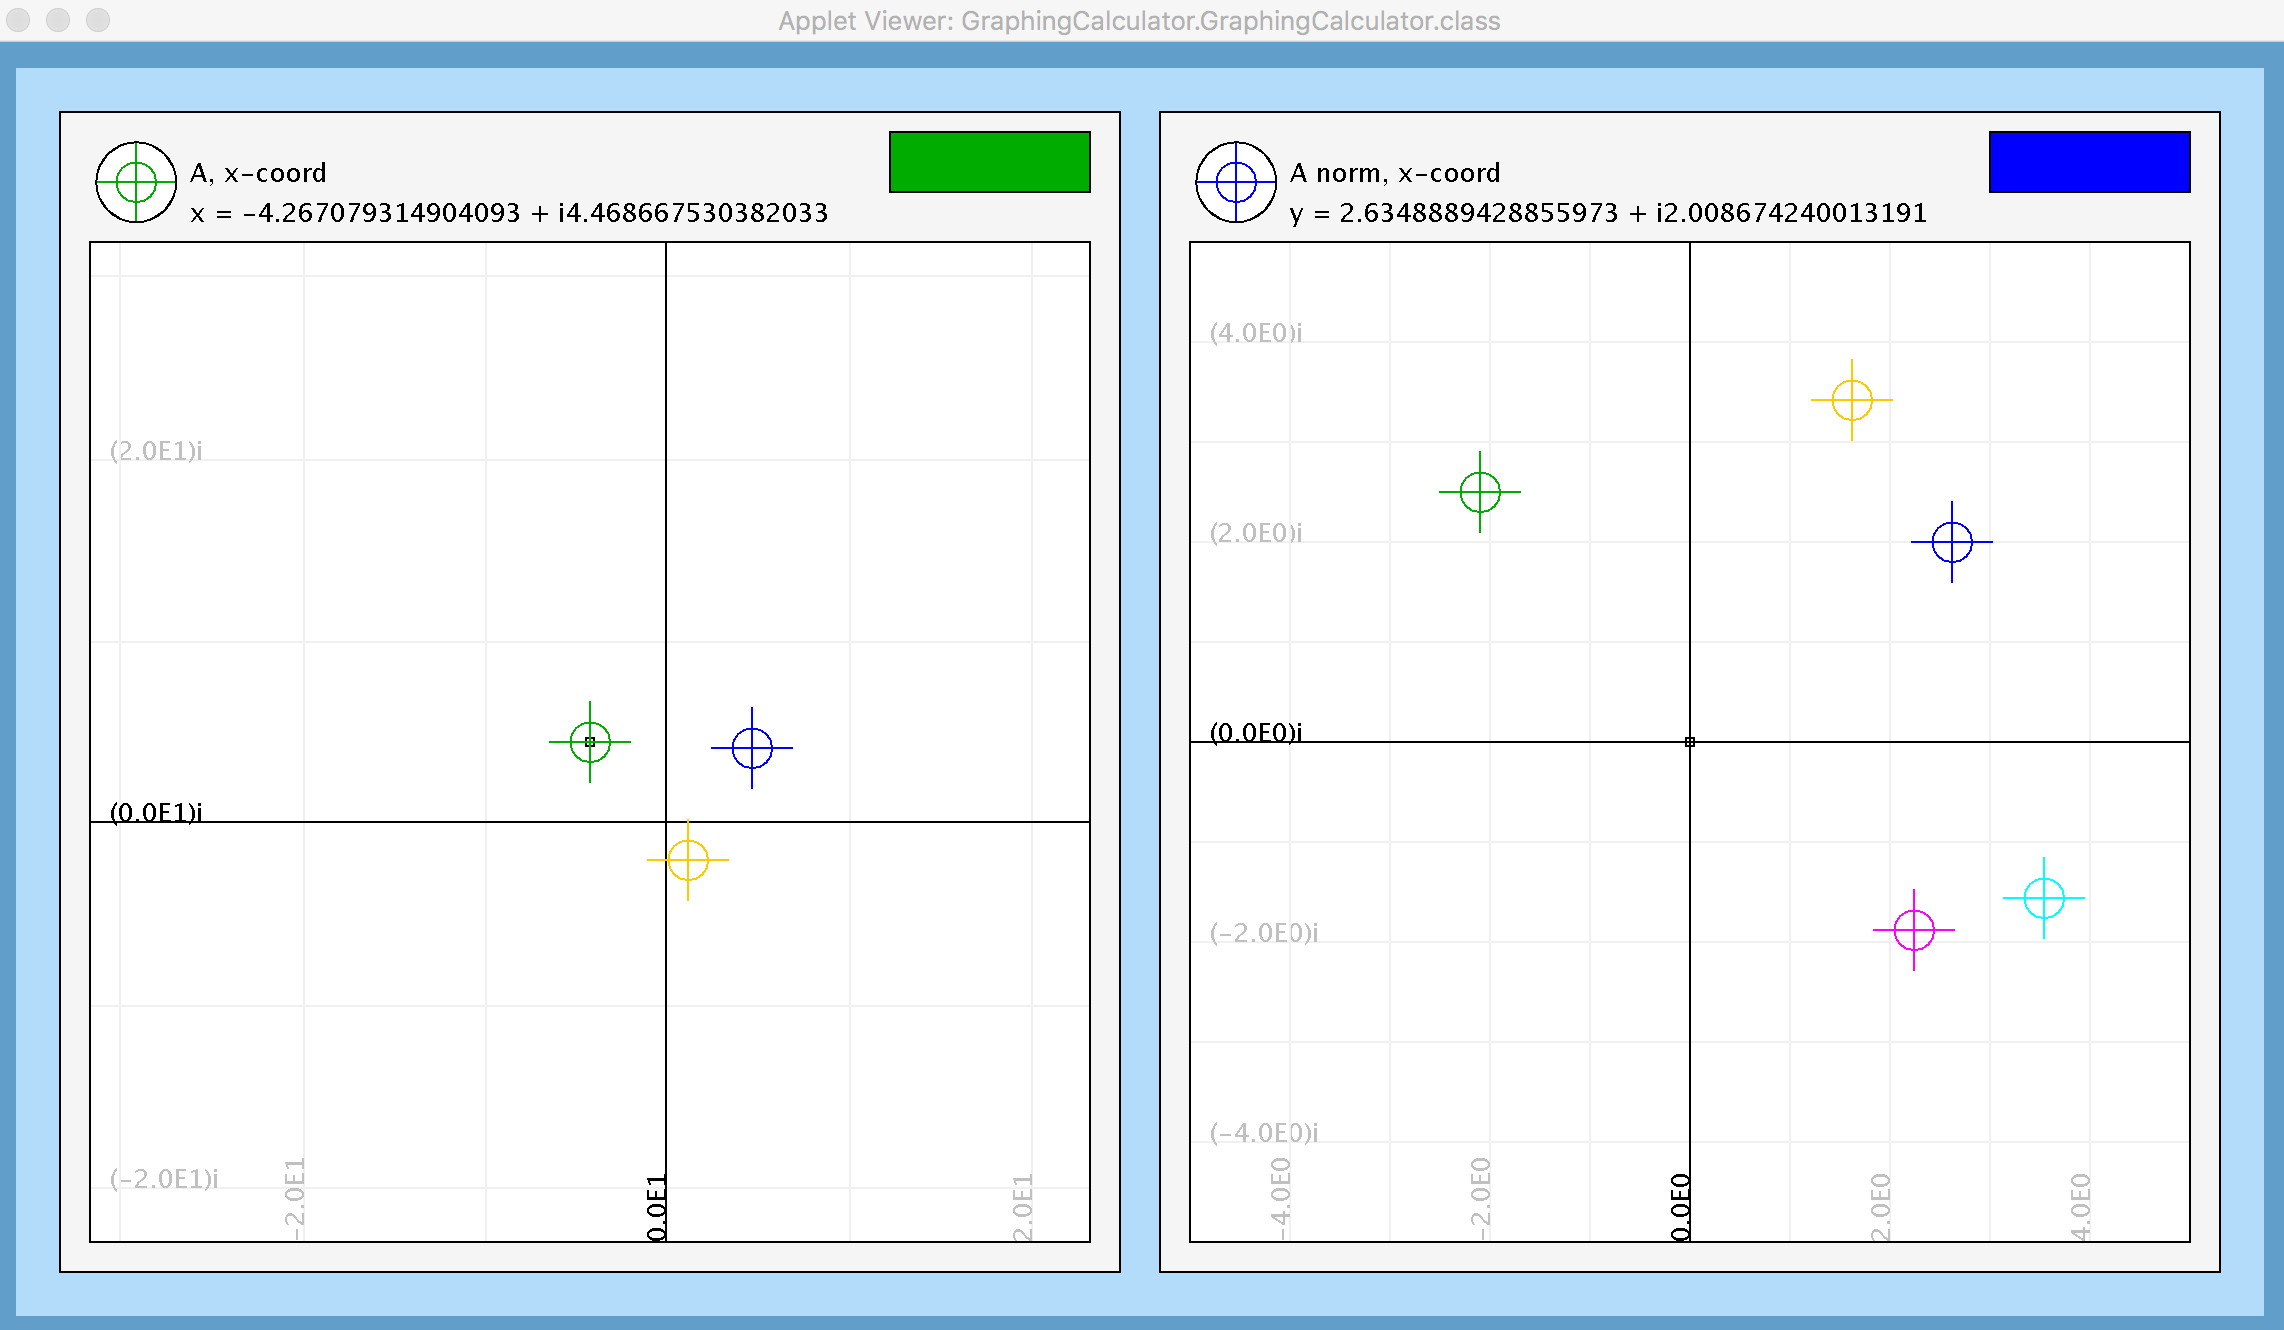 Applet Viewer: GraphingCalculator.GraphingCalculator.class
A, x-coord
x = -4.267079314904093 + i4.468667530382033
(2.0E1)i
(0.0E1)i
(-2.0E1)i
-2.0E1
0.0E1
2.0E1
A norm, x-coord
y = 2.6348889428855973 + i2.008674240013191
(4.0E0)i
(2.0E0)i
(0.0E0)i
(-2.0E0)i
(-4.0E0)i
-4.0E0
-2.0E0
0.0E0
2.0E0
4.0E0